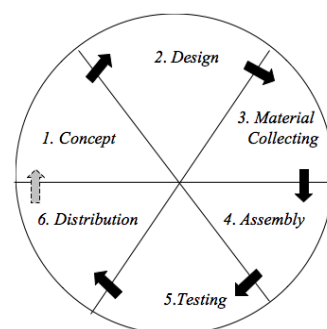 2. Design
1. Concept
3. Material
Collecting
6. Distribution
4. Assembly
5.Testing